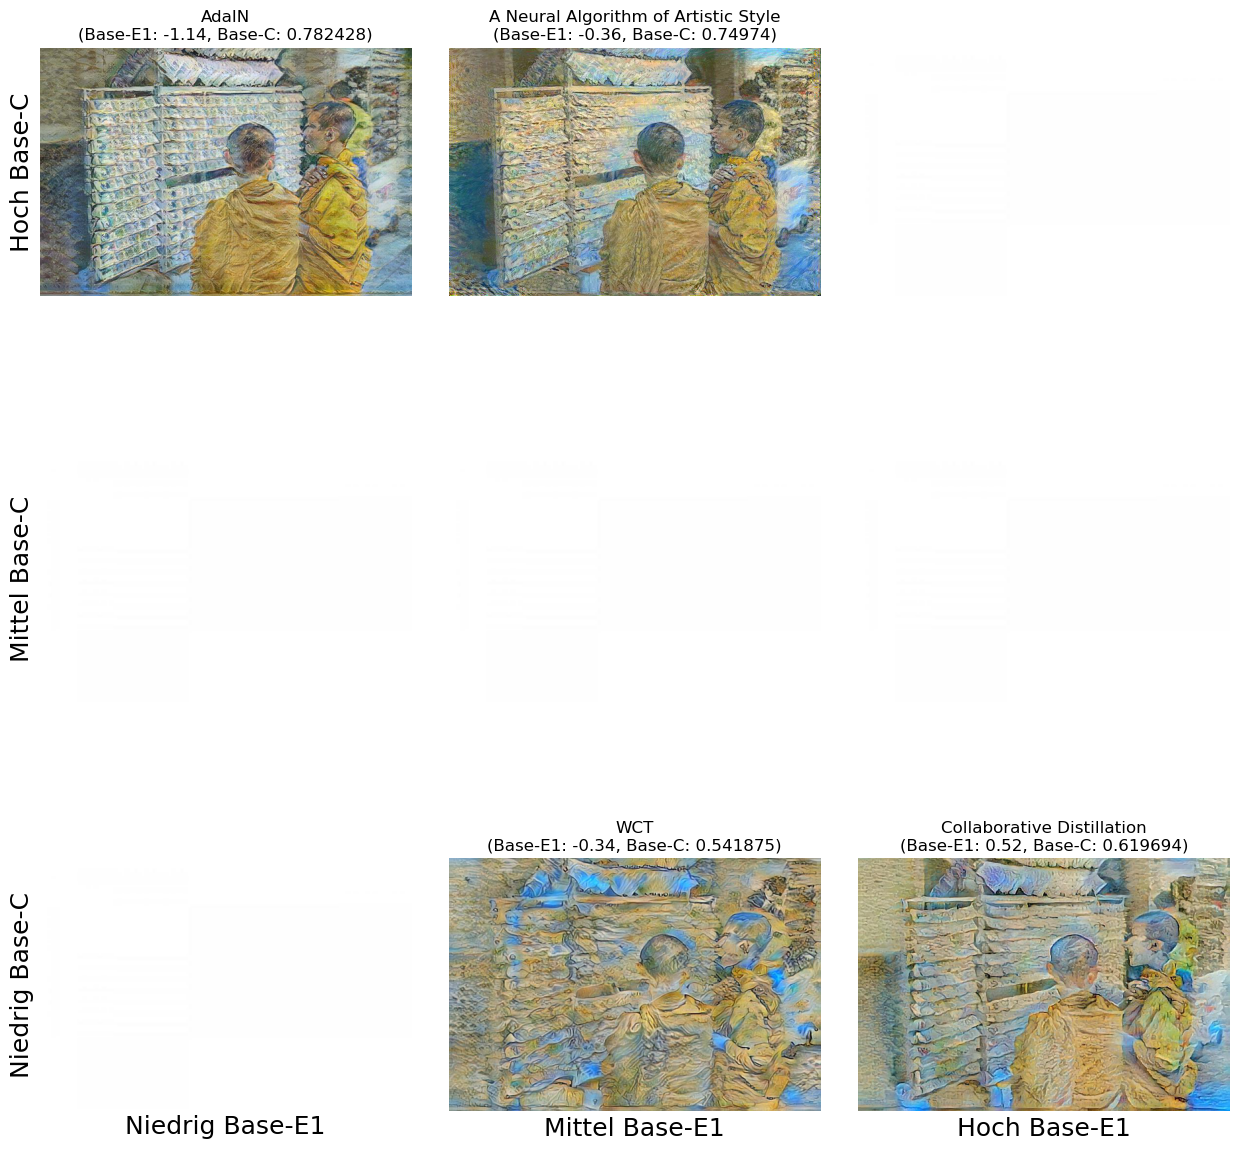 AdaIN
(Base-E1: -1.14, Base-C: 0.782428)
A Neural Algorithm of Artistic Style
(Base-E1: -0.36, Base-C: 0.74974)
Hoch Base-C
Mittel Base-C
WCT
(Base-E1: -0.34, Base-C: 0.541875)
Collaborative Distillation
(Base-E1: 0.52, Base-C: 0.619694)
Niedrig Base-C
Niedrig Base-E1
Mittel Base-E1
Hoch Base-E1